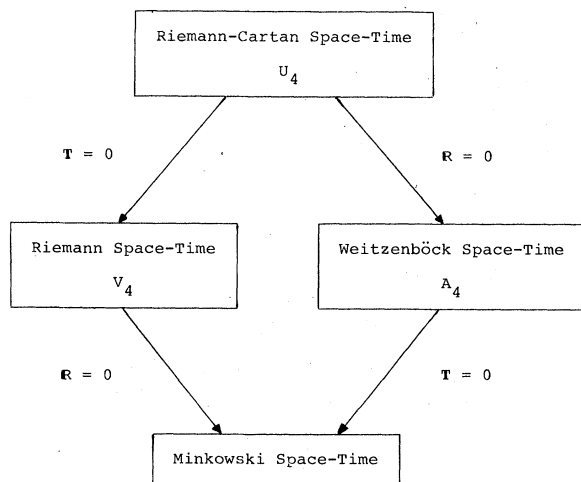 Riemann-Cartan Space-Time
U4
T = 0
R = 0
Riemann Space-Time
V4
Weitzenböck Space-Time
A4
R = 0
T = 0
Minkowski Space-Time